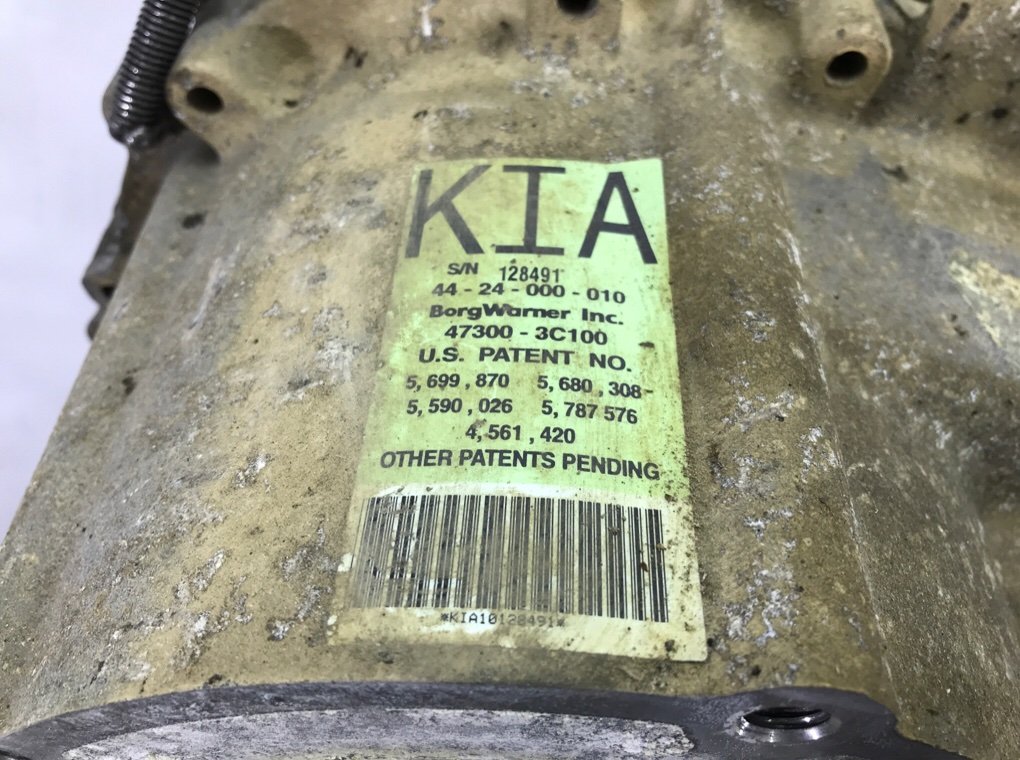 KIA
S/N 128491
44-24-000-010
BorgWarner Inc.
47300-3C100
U.S. PATENT NO.
5,699,870 5,680,308-
5,590,026 5,787 576
4,561,420
OTHER PATENTS PENDING
*KIA10128491*